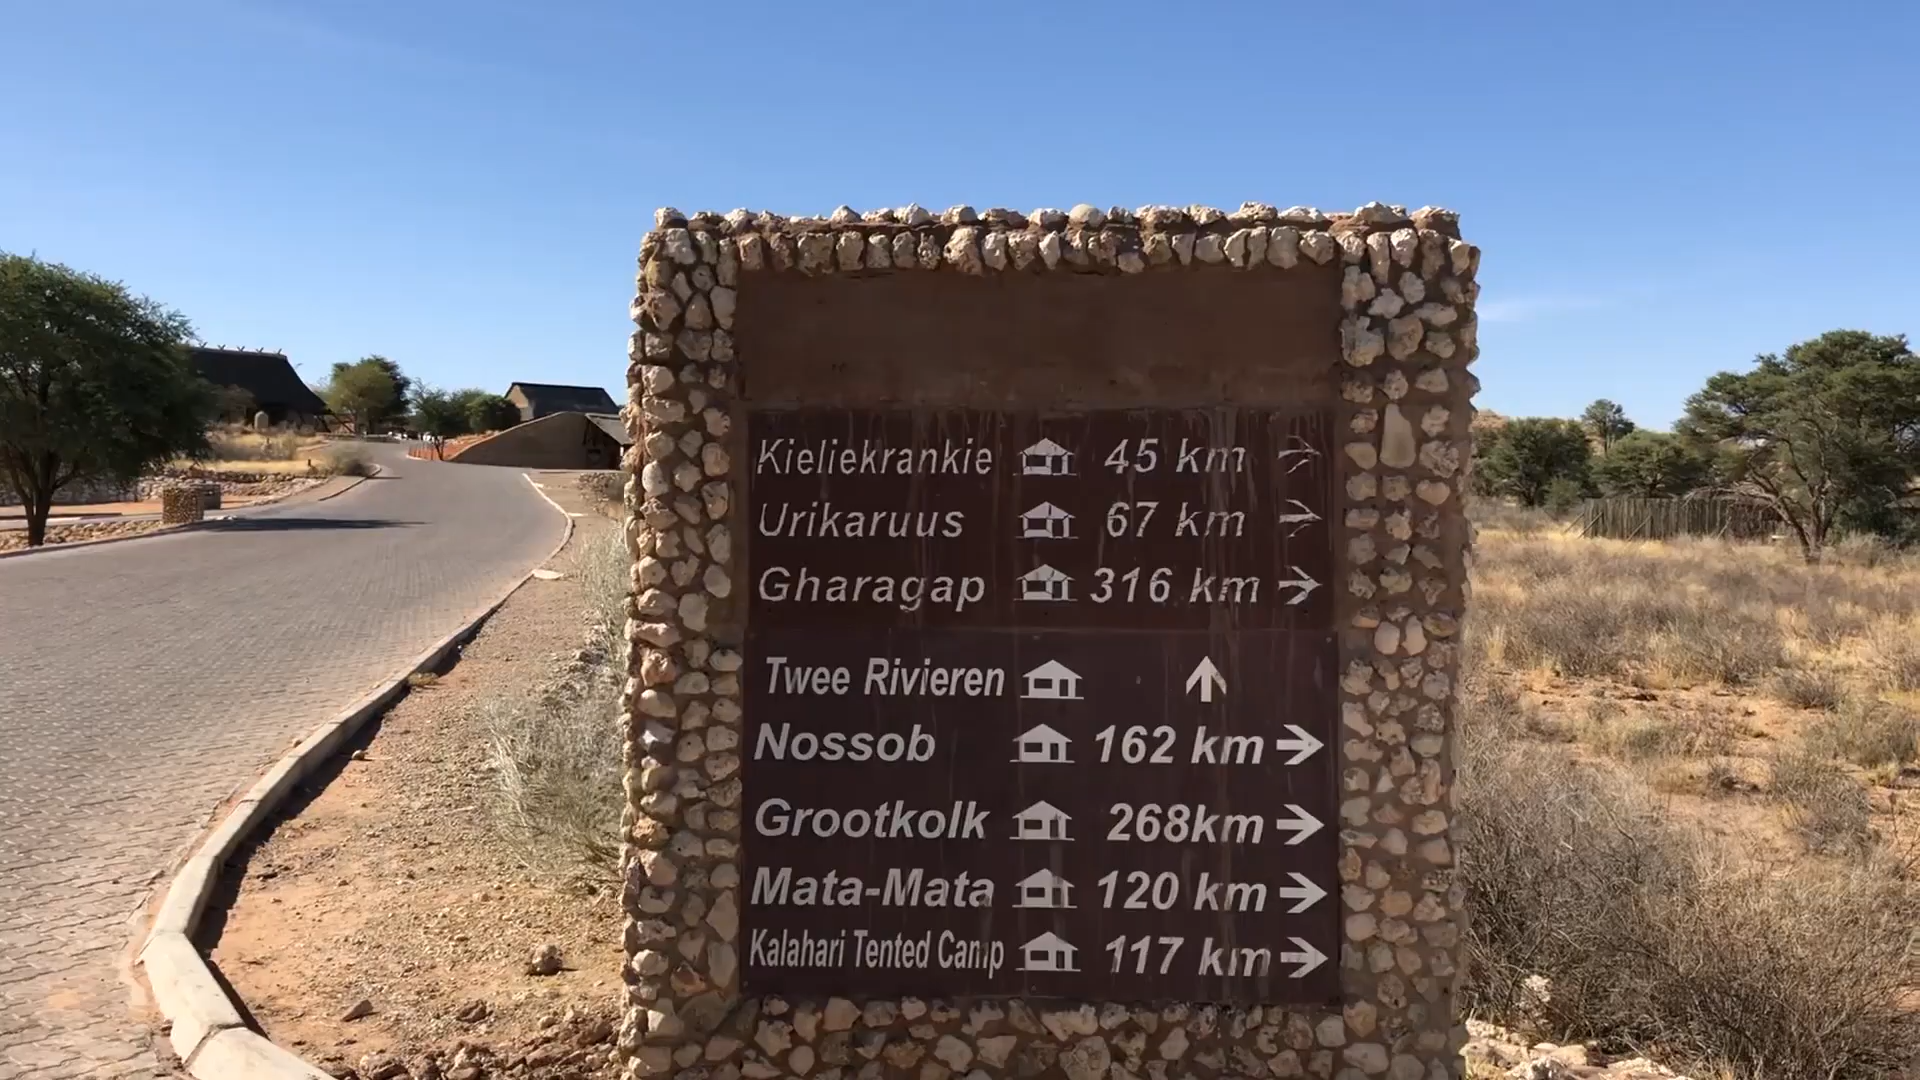 Kieliekrankie 45 km
Urikaruus 67 km
Gharagap 316 km
Twee Rivieren
Nossob 162 km
Grootkolk 268km
Mata-Mata 120 km
Kalahari Tented Camp 117 km